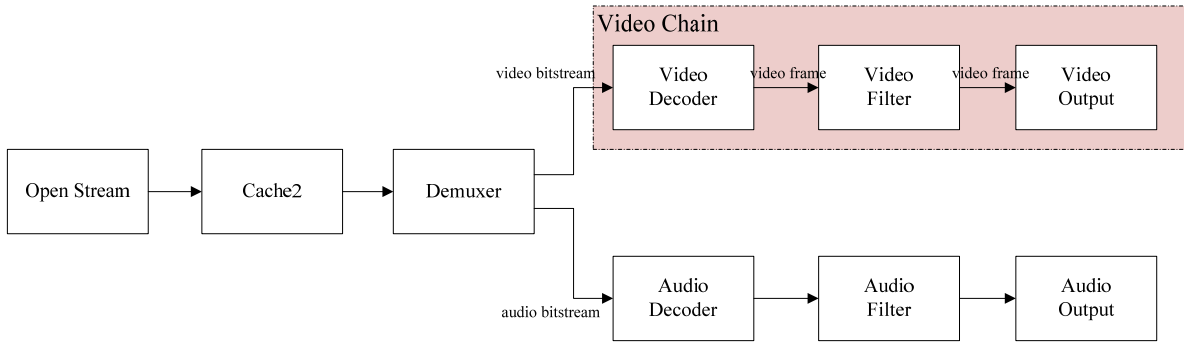 Video Chain
video bitstream
Video
Decoder
video frame
Video
Filter
video frame
Video
Output
Open Stream
Cache2
Demuxer
audio bitstream
Audio
Decoder
Audio
Filter
Audio
Output